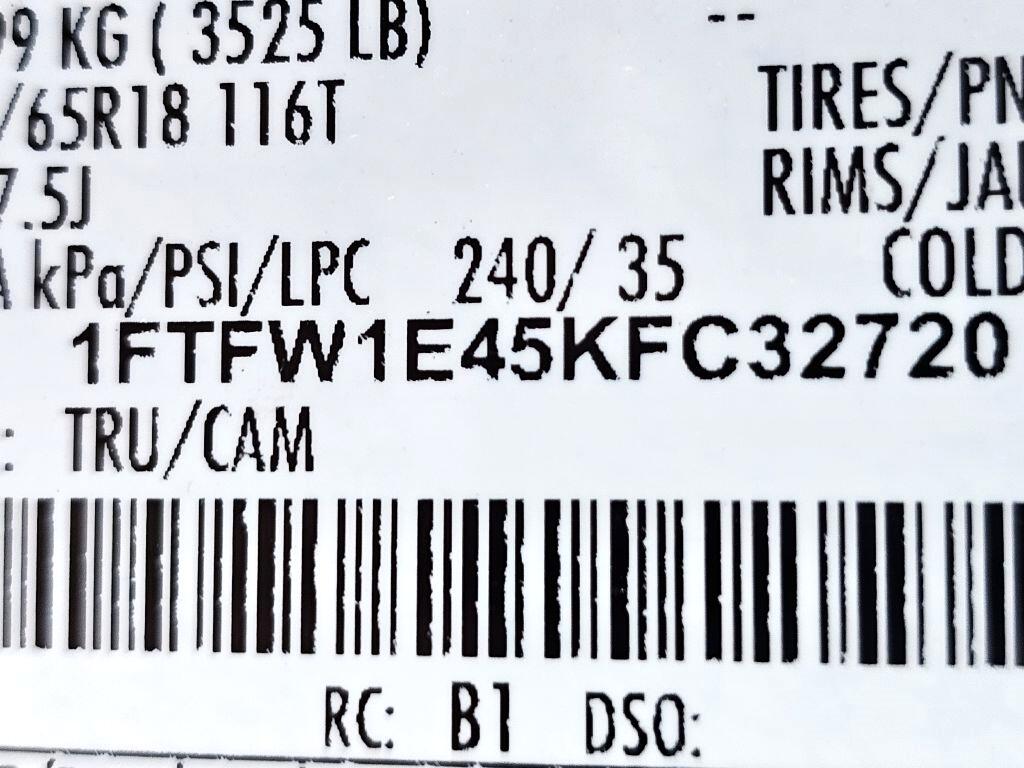 99 KG ( 3525 LB) --
/65R18 116T TIRES/PN
7.5J RIMS/JA
kPa/PSI/LPC 240/ 35 COLD
1FTFW1E45KFC32720
: TRU/CAM
RC: B1 DSO: